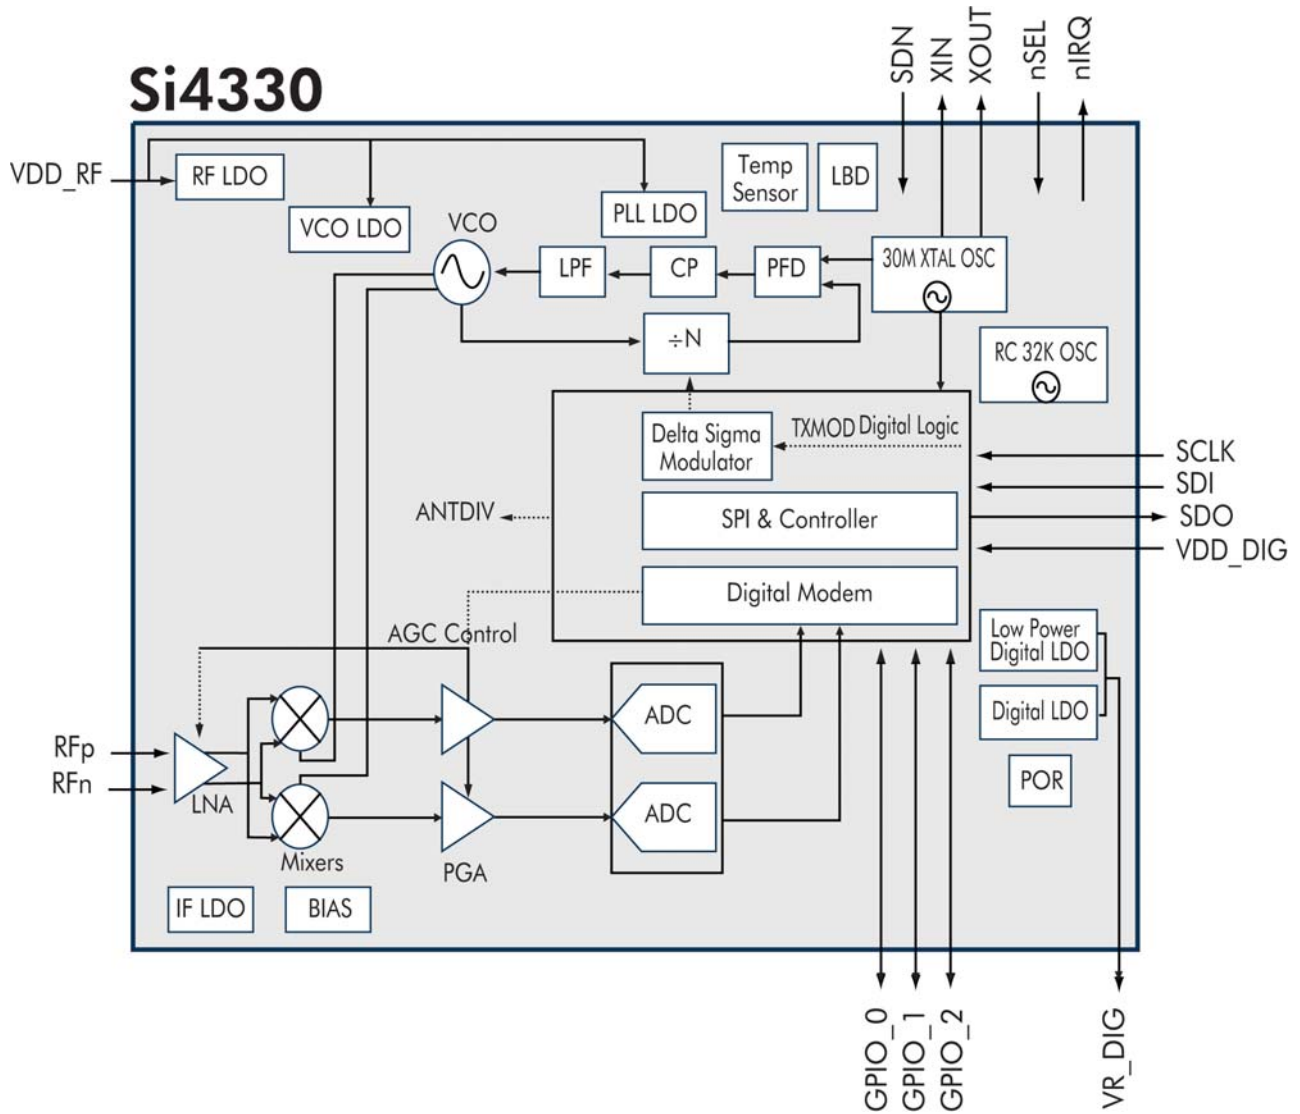 Si4330
SDN
XIN
XOUT
nSEL
nIRQ
VDD_RF
RF LDO
VCO LDO
VCO
PLL LDO
Temp
Sensor
LBD
LPF
CP
PFD
30M XTAL OSC
÷N
RC 32K OSC
Delta Sigma
Modulator
TXMOD Digital Logic
SCLK
SDI
SDO
VDD_DIG
ANTDIV
SPI & Controller
Digital Modem
AGC Control
Low Power
Digital LDO
Digital LDO
POR
RFp
RFn
LNA
Mixers
PGA
ADC
ADC
IF LDO
BIAS
GPIO_0
GPIO_1
GPIO_2
VR_DIG